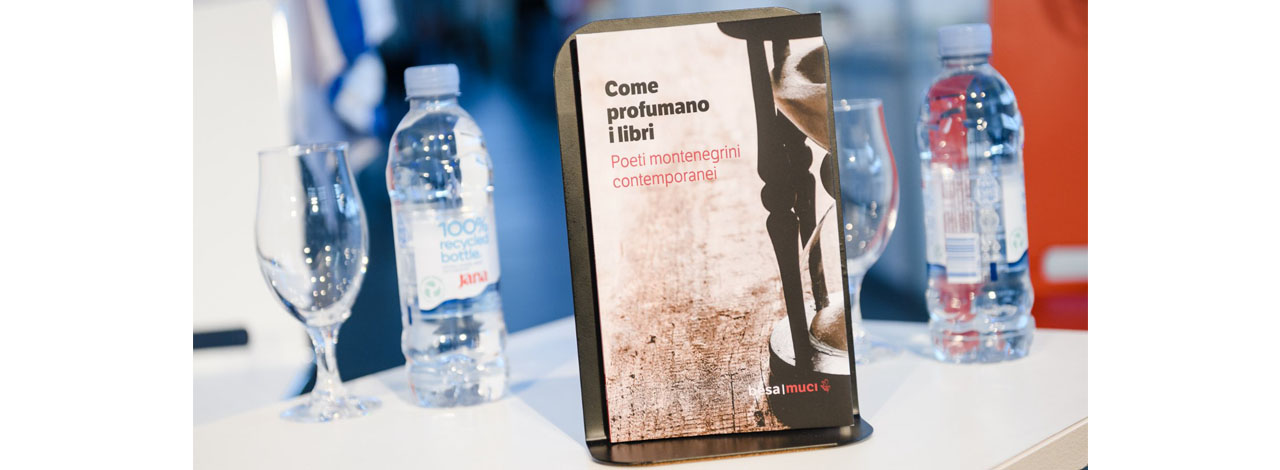 Come
profumano
i libri
Poeti montenegrini
contemporanei
besa|muci
100%
recycled
bottle.
Jana